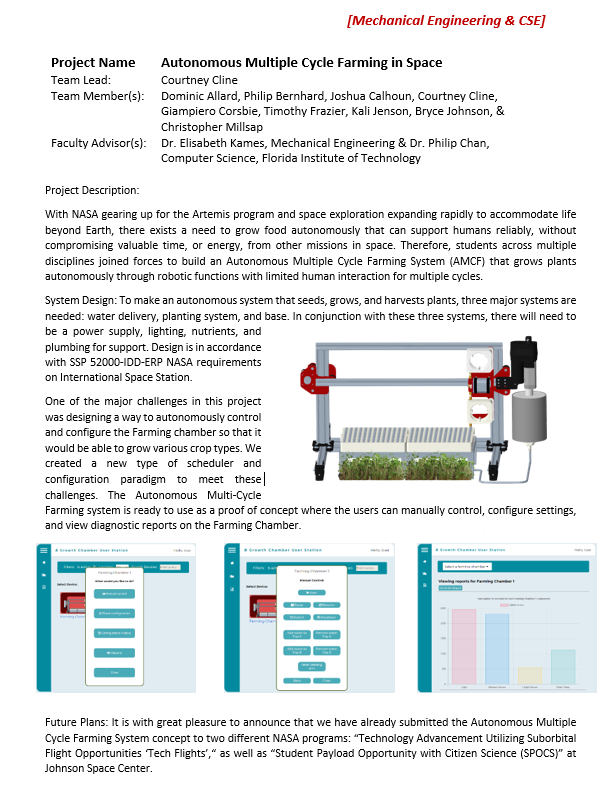 [Mechanical Engineering & CSE]
Project Name Autonomous Multiple Cycle Farming in Space
Team Lead: Courtney Cline
Team Member(s): Dominic Allard, Philip Bernhard, Joshua Calhoun, Courtney Cline,
Giampiero Corsbie, Timothy Frazier, Kali Jenson, Bryce Johnson, &
Christopher Millsap
Faculty Advisor(s): Dr. Elisabeth Kames, Mechanical Engineering & Dr. Philip Chan,
Computer Science, Florida Institute of Technology
Project Description:
With NASA gearing up for the Artemis program and space exploration expanding rapidly to accommodate life
beyond Earth, there exists a need to grow food autonomously that can support humans reliably, without
compromising valuable time, or energy, from other missions in space. Therefore, students across multiple
disciplines joined forces to build an Autonomous Multiple Cycle Farming System (AMCF) that grows plants
autonomously through robotic functions with limited human interaction for multiple cycles.
System Design: To make an autonomous system that seeds, grows, and harvests plants, three major systems are
needed: water delivery, planting system, and base. In conjunction with these three systems, there will need to
be a power supply, lighting, nutrients, and
plumbing for support. Design is in accordance
with SSP 52000-IDD-ERP NASA requirements
on International Space Station.
One of the major challenges in this project
was designing a way to autonomously control
and configure the Farming chamber so that it
would be able to grow various crop types. We
created a new type of scheduler and
configuration paradigm to meet these
challenges. The Autonomous Multi-Cycle
Farming system is ready to use as a proof of concept where the users can manually control, configure settings,
and view diagnostic reports on the Farming Chamber.
A Growth Chamber User Station
Select Device
Farming Chamber 1
What would you like to do?
A Growth Chamber User Station
Select Device
Farming Chamber 1
Manual Control
A Growth Chamber User Station
Viewing reports for Farming Chamber 1
Future Plans: It is with great pleasure to announce that we have already submitted the Autonomous Multiple
Cycle Farming System concept to two different NASA programs: “Technology Advancement Utilizing Suborbital
Flight Opportunities ‘Tech Flights’,“ as well as “Student Payload Opportunity with Citizen Science (SPOCS)” at
Johnson Space Center.